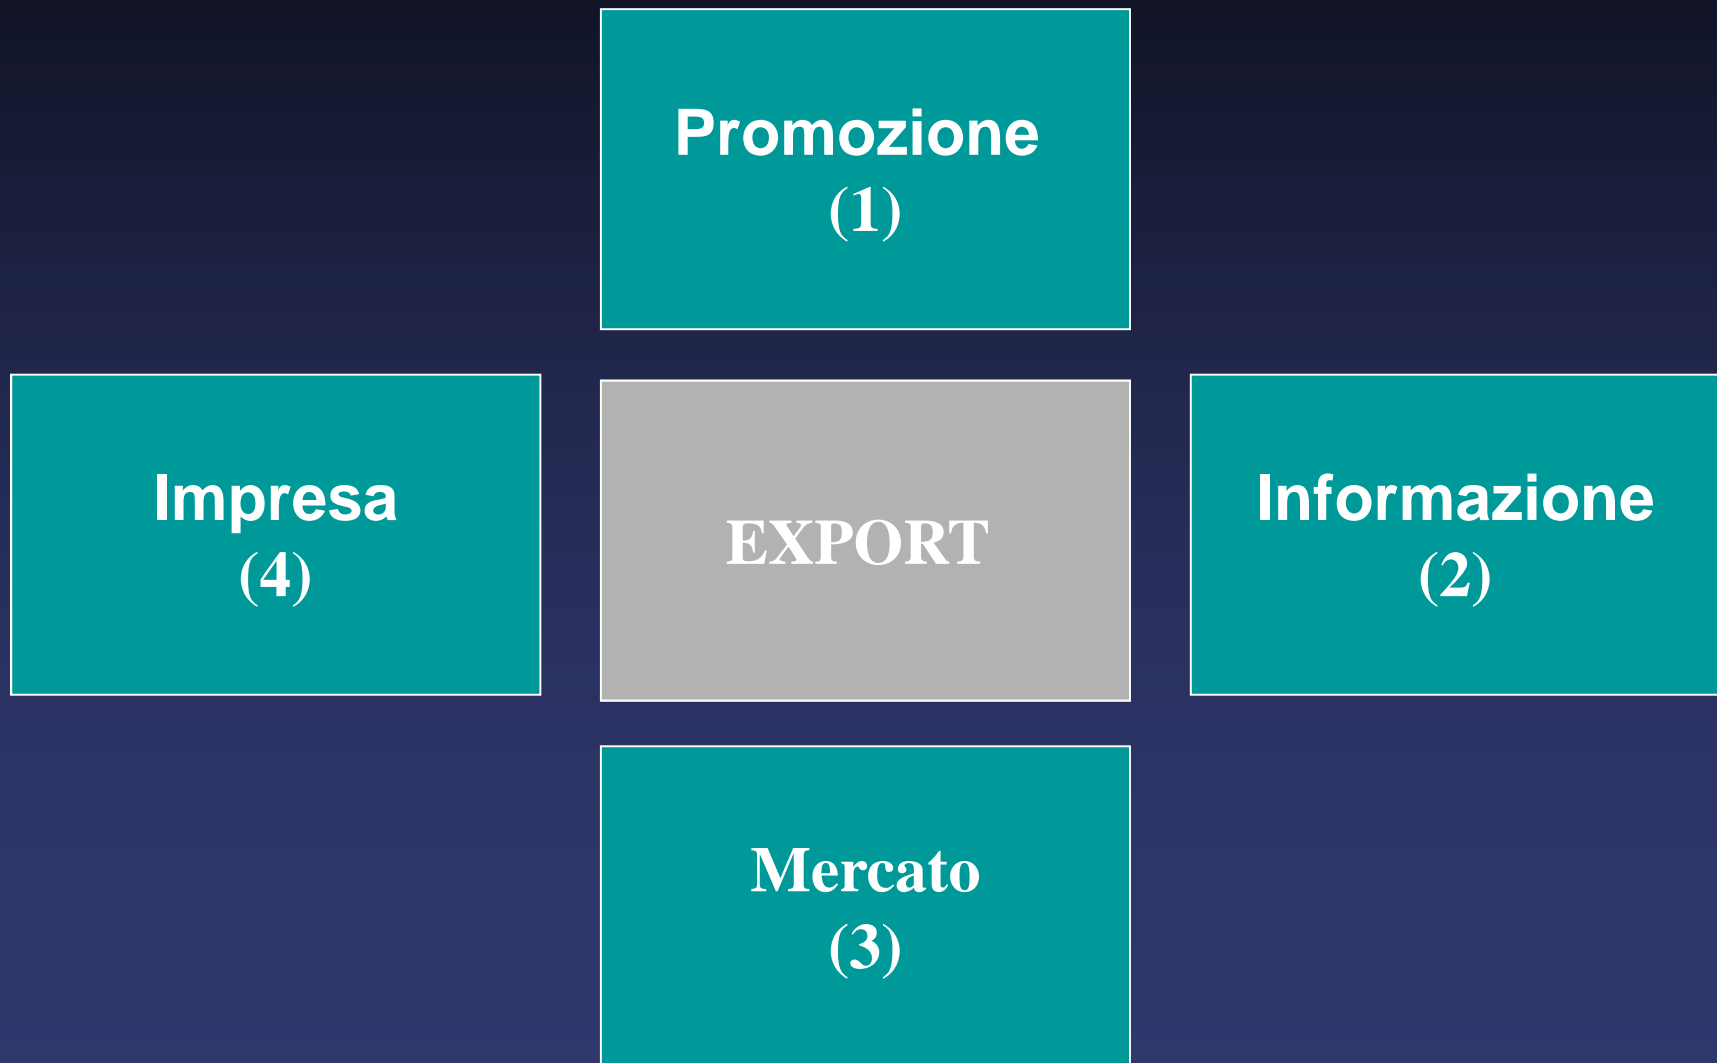 Promozione
(1)
Impresa
(4)
EXPORT
Informazione
(2)
Mercato
(3)